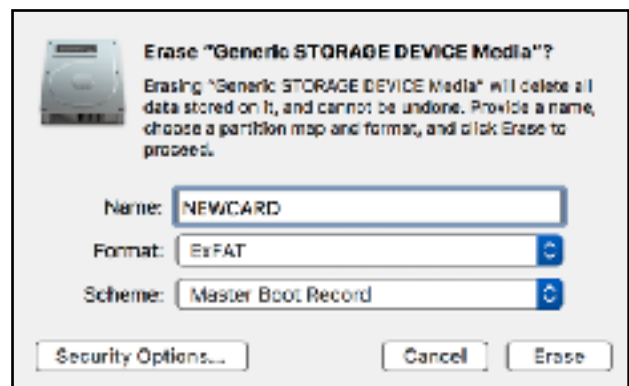 Erase "Generic STORAGE DEVICE Media"?
Erasing "Generic STORAGE DEVICE Media" will delete all
data stored on it, and cannot be undone. Provide a name,
choose a partition map and format, and click Erase to
proceed.
Name: NEWCARD
Format: ExFAT
Scheme: Master Boot Record
Security Options... Cancel Erase